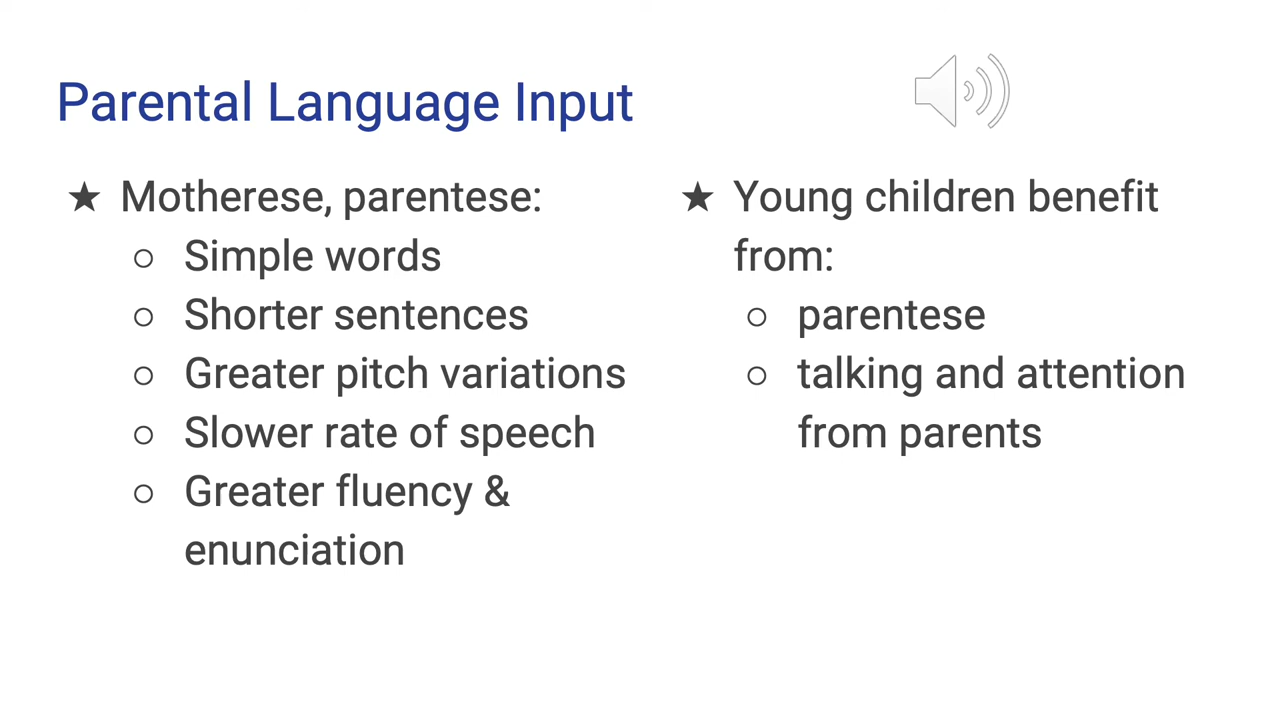 Parental Language Input
★ Motherese, parentese:
○ Simple words
○ Shorter sentences
○ Greater pitch variations
○ Slower rate of speech
○ Greater fluency &
enunciation
★ Young children benefit
from:
○ parentese
○ talking and attention
from parents